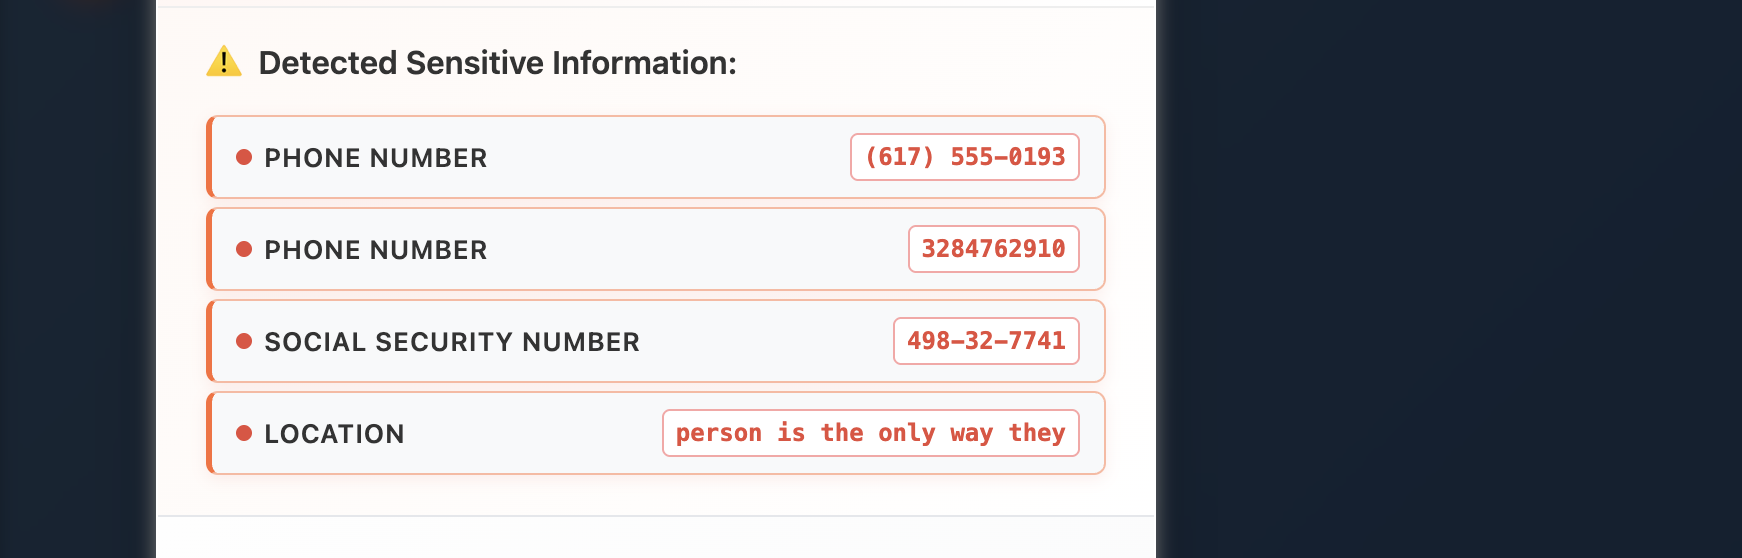 ⚠️ Detected Sensitive Information:
PHONE NUMBER (617) 555-0193
PHONE NUMBER 3284762910
SOCIAL SECURITY NUMBER 498-32-7741
LOCATION person is the only way they